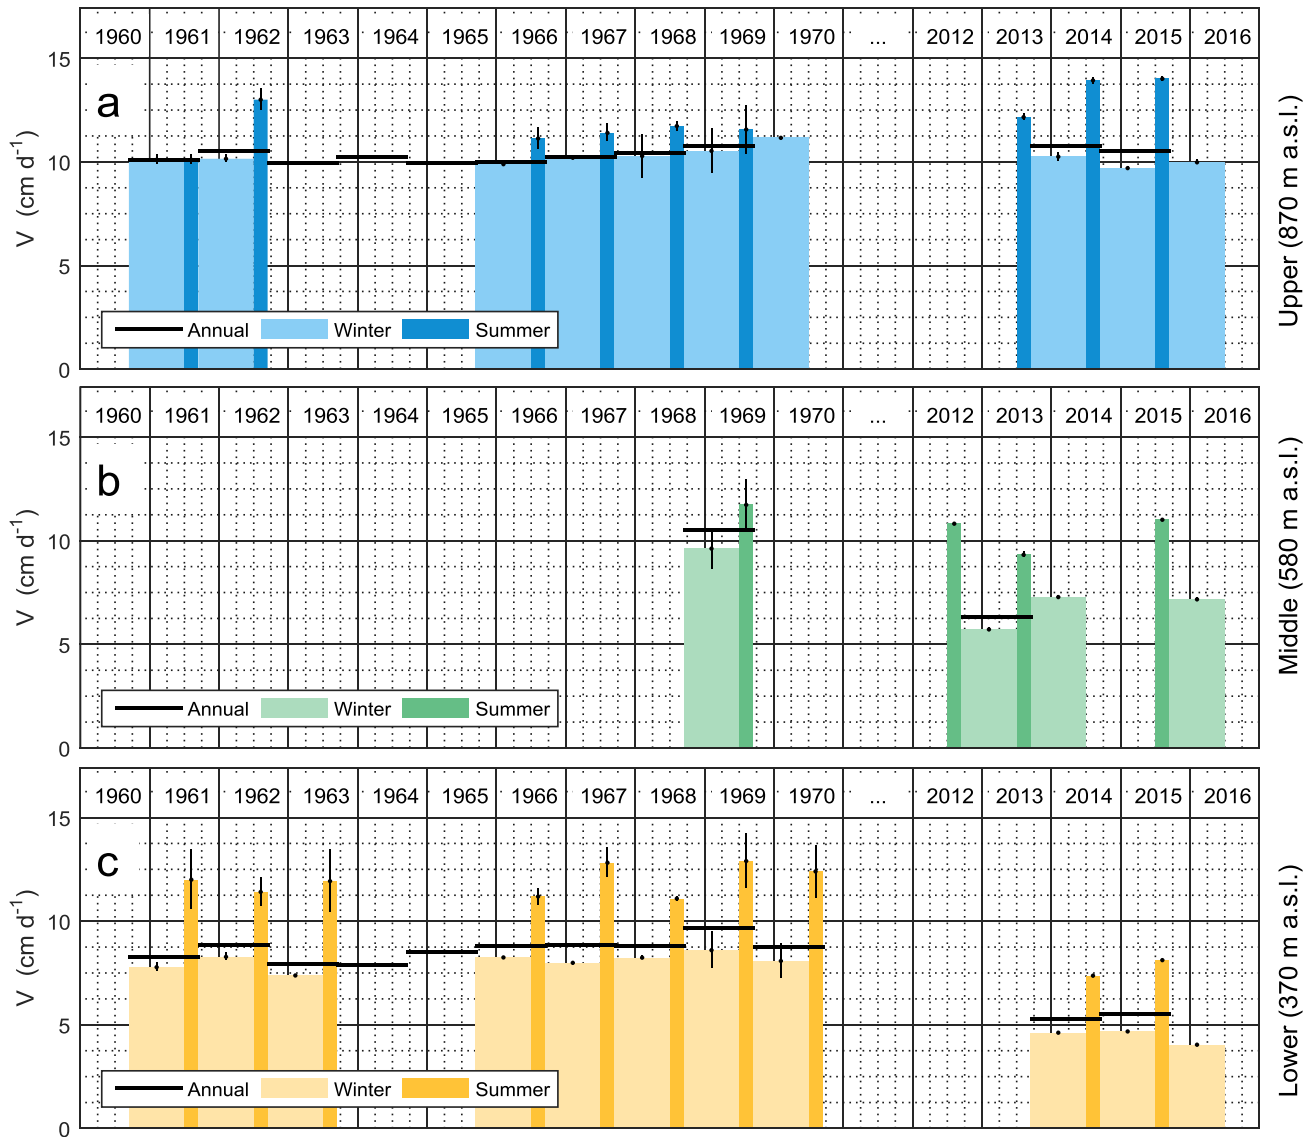 1960 1961 1962 1963 1964 1965 1966 1967 1968 1969 1970 ... 2012 2013 2014 2015 2016
15
a
10
5
0
V (cm d-1)
Annual Winter Summer
Upper (870 m a.s.l.)
1960 1961 1962 1963 1964 1965 1966 1967 1968 1969 1970 ... 2012 2013 2014 2015 2016
15
b
10
5
0
V (cm d-1)
Annual Winter Summer
Middle (580 m a.s.l.)
1960 1961 1962 1963 1964 1965 1966 1967 1968 1969 1970 ... 2012 2013 2014 2015 2016
15
c
10
5
0
V (cm d-1)
Annual Winter Summer
Lower (370 m a.s.l.)